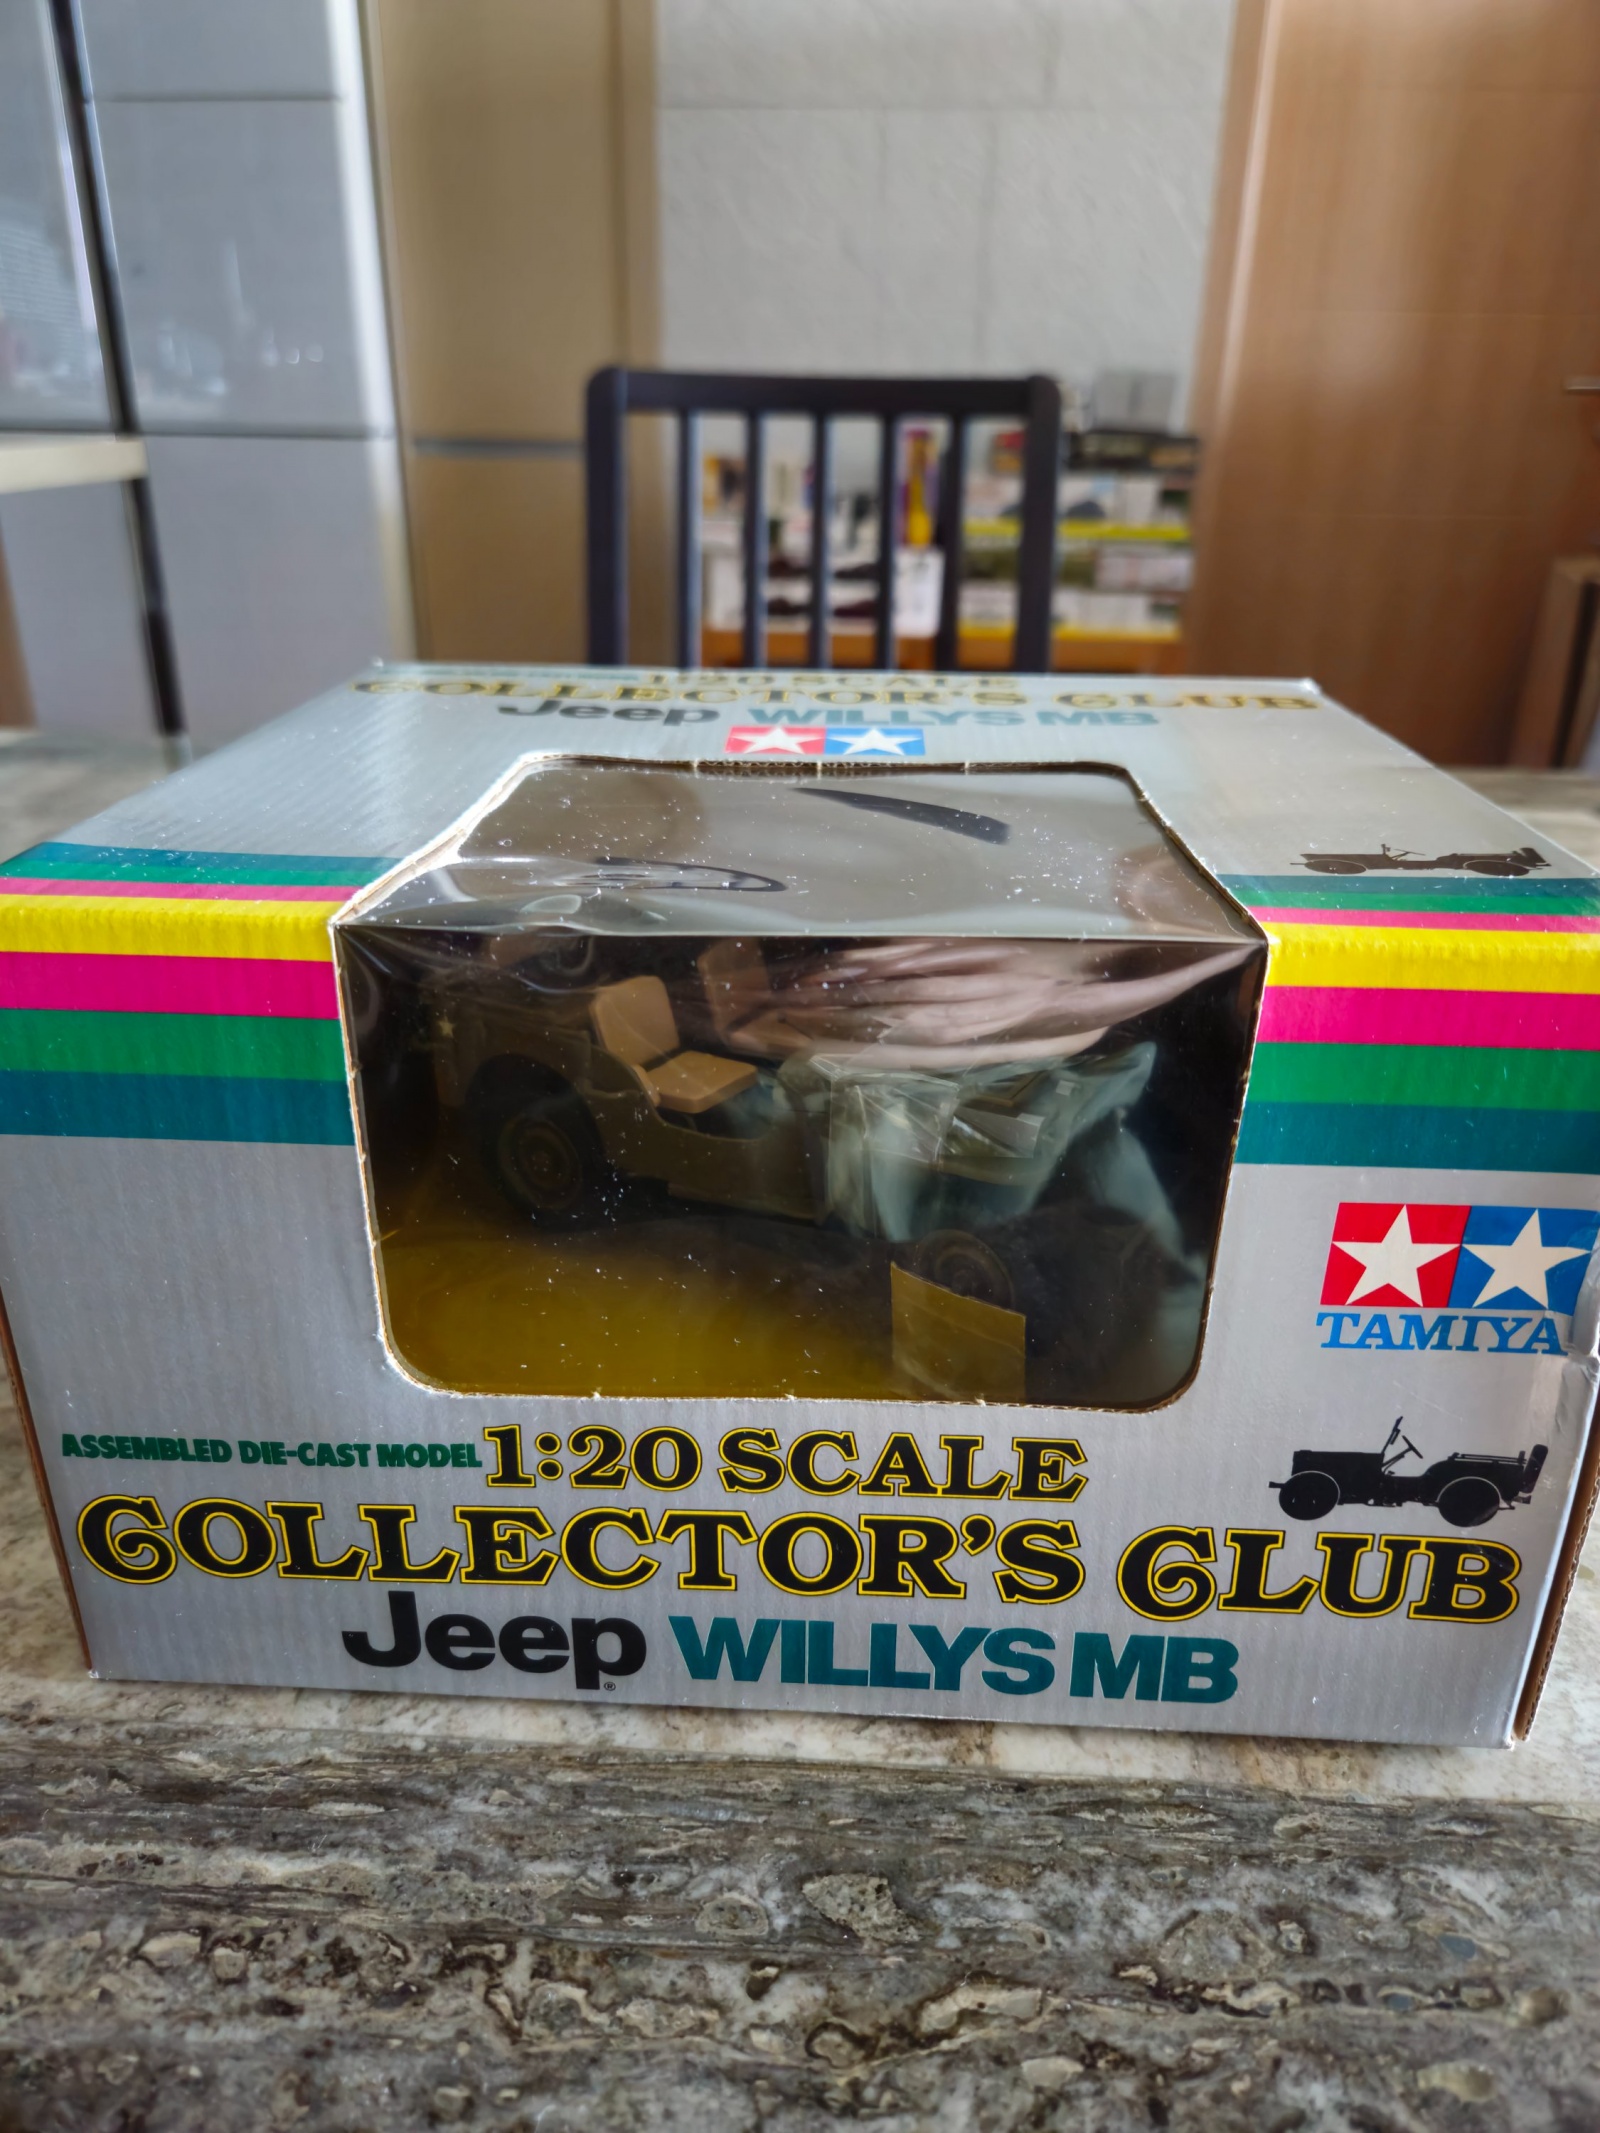 1:20 SCALE
COLLECTOR'S CLUB
Jeep WILLYS MB
TAMIYA
ASSEMBLED DIE-CAST MODEL 1:20 SCALE
COLLECTOR'S CLUB
Jeep® WILLYS MB